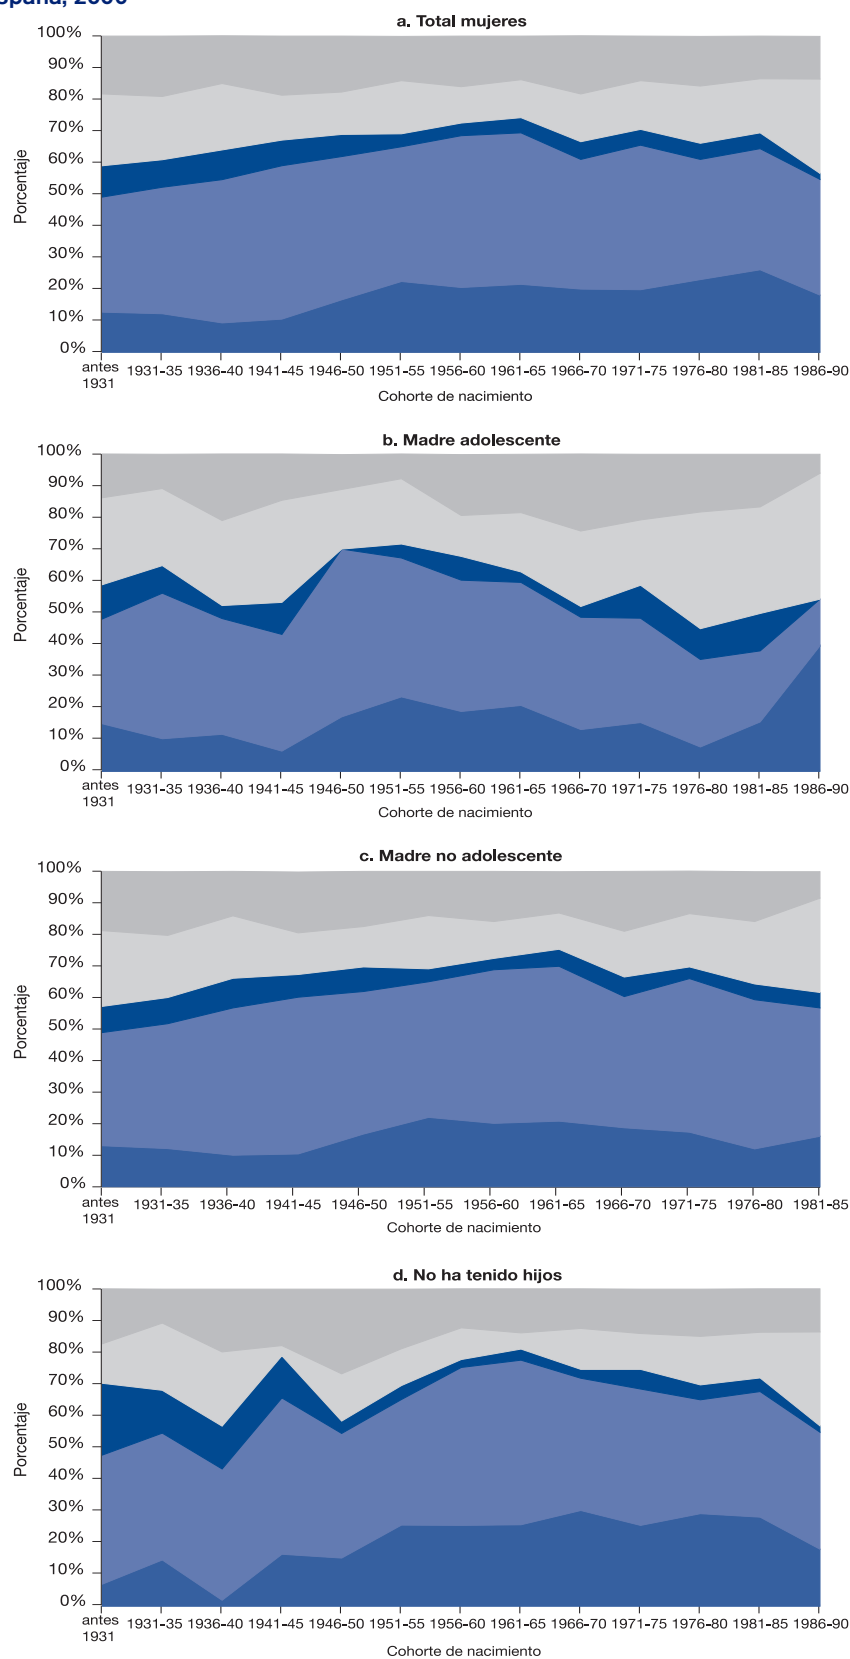 a. Total mujeres
100%
90%
80%
70%
60%
50%
40%
30%
20%
10%
0%
Porcentaje
antes 1931 1931-35 1936-40 1941-45 1946-50 1951-55 1956-60 1961-65 1966-70 1971-75 1976-80 1981-85 1986-90
Cohorte de nacimiento
b. Madre adolescente
100%
90%
80%
70%
60%
50%
40%
30%
20%
10%
0%
Porcentaje
antes 1931 1931-35 1936-40 1941-45 1946-50 1951-55 1956-60 1961-65 1966-70 1971-75 1976-80 1981-85 1986-90
Cohorte de nacimiento
c. Madre no adolescente
100%
90%
80%
70%
60%
50%
40%
30%
20%
10%
0%
Porcentaje
antes 1931 1931-35 1936-40 1941-45 1946-50 1951-55 1956-60 1961-65 1966-70 1971-75 1976-80 1981-85
Cohorte de nacimiento
d. No ha tenido hijos
100%
90%
80%
70%
60%
50%
40%
30%
20%
10%
0%
Porcentaje
antes 1931 1931-35 1936-40 1941-45 1946-50 1951-55 1956-60 1961-65 1966-70 1971-75 1976-80 1981-85 1986-90
Cohorte de nacimiento